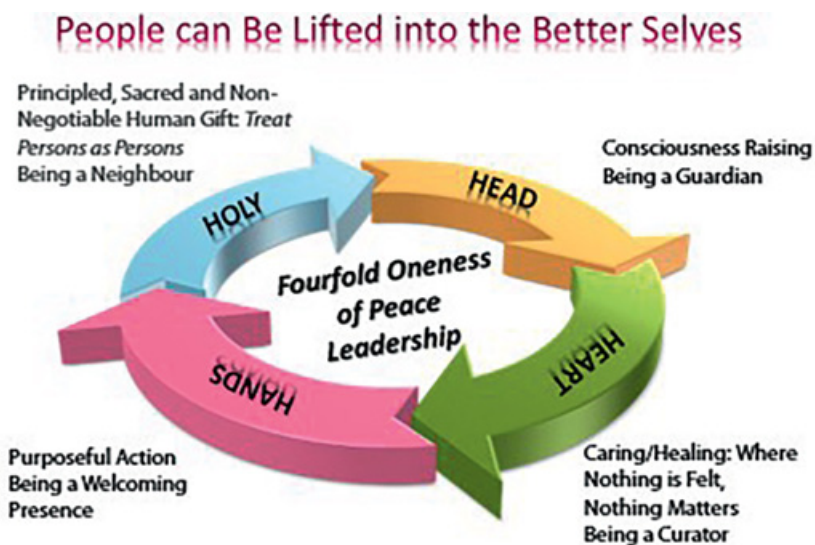 People can Be Lifted into the Better Selves
Principled, Sacred and Non-
Negotiable Human Gift: Treat
Persons as Persons
Being a Neighbour
Consciousness Raising
Being a Guardian
HOLY
HEAD
Fourfold Oneness
of Peace
Leadership
HEART
HANDS
Purposeful Action
Being a Welcoming
Presence
Caring/Healing: Where
Nothing is Felt,
Nothing Matters
Being a Curator